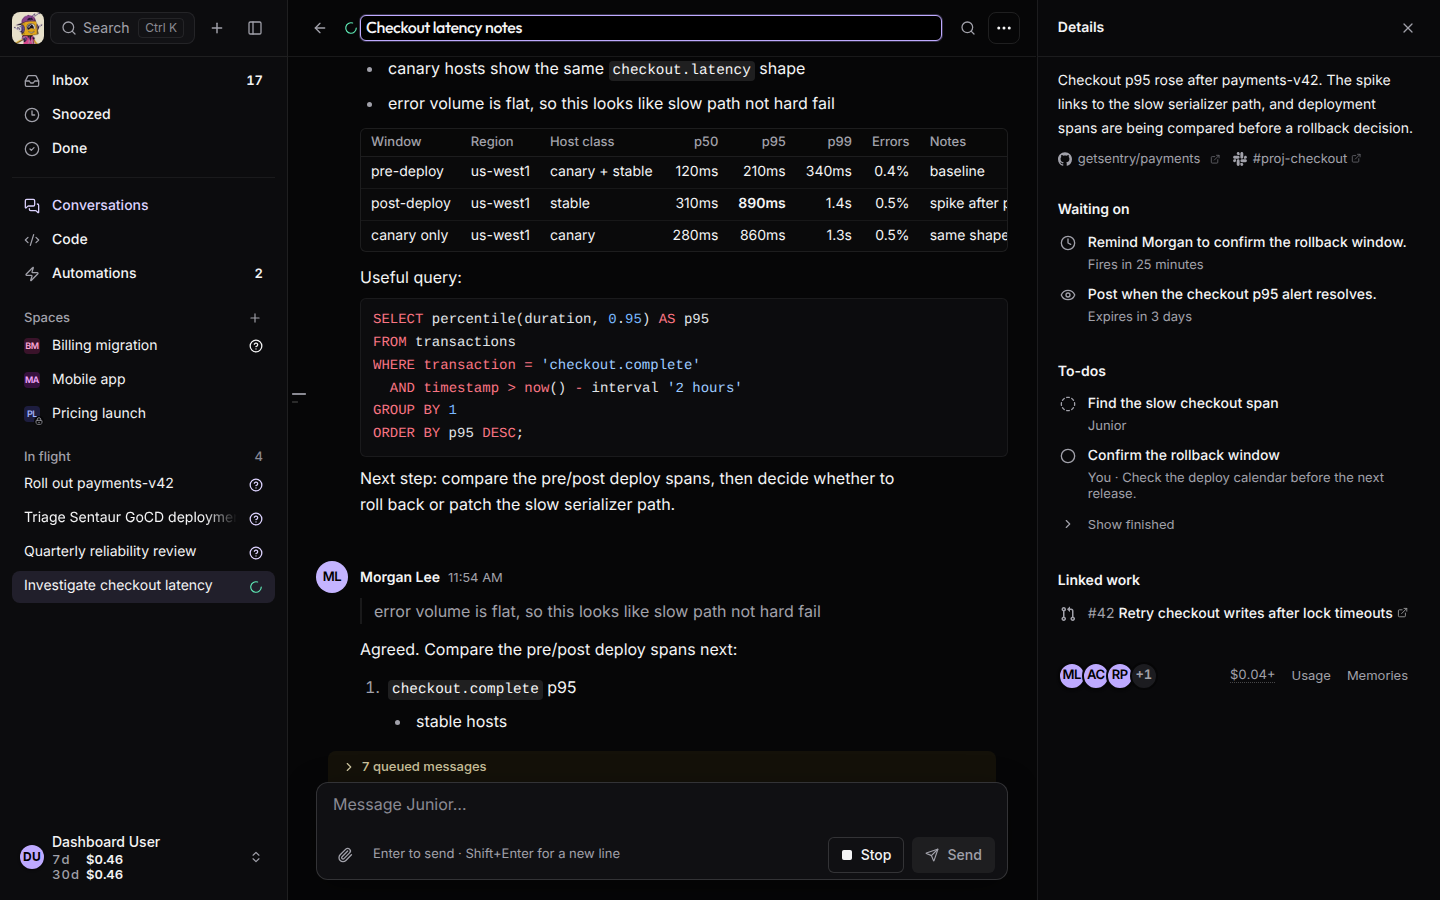 Search Ctrl K
Inbox 17
Snoozed
Done
Conversations
Code
Automations 2
Spaces
BM Billing migration
MA Mobile app
PL Pricing launch
In flight 4
Roll out payments-v42
Triage Sentaur GoCD deployme
Quarterly reliability review
Investigate checkout latency
DU Dashboard User
7d $0.46
30d $0.46
Checkout latency notes
canary hosts show the same checkout.latency shape
error volume is flat, so this looks like slow path not hard fail
Window Region Host class p50 p95 p99 Errors Notes
pre-deploy us-west1 canary + stable 120ms 210ms 340ms 0.4% baseline
post-deploy us-west1 stable 310ms 890ms 1.4s 0.5% spike after p
canary only us-west1 canary 280ms 860ms 1.3s 0.5% same shape
Useful query:
SELECT percentile(duration, 0.95) AS p95
FROM transactions
WHERE transaction = 'checkout.complete'
AND timestamp > now() - interval '2 hours'
GROUP BY 1
ORDER BY p95 DESC;
Next step: compare the pre/post deploy spans, then decide whether to
roll back or patch the slow serializer path.
ML Morgan Lee 11:54 AM
error volume is flat, so this looks like slow path not hard fail
Agreed. Compare the pre/post deploy spans next:
1. checkout.complete p95
stable hosts
7 queued messages
Message Junior...
Enter to send · Shift+Enter for a new line
Stop
Send
Details
Checkout p95 rose after payments-v42. The spike
links to the slow serializer path, and deployment
spans are being compared before a rollback decision.
getsentry/payments #proj-checkout
Waiting on
Remind Morgan to confirm the rollback window.
Fires in 25 minutes
Post when the checkout p95 alert resolves.
Expires in 3 days
To-dos
Find the slow checkout span
Junior
Confirm the rollback window
You · Check the deploy calendar before the next
release.
Show finished
Linked work
#42 Retry checkout writes after lock timeouts
ML AC RP +1 $0.04+ Usage Memories